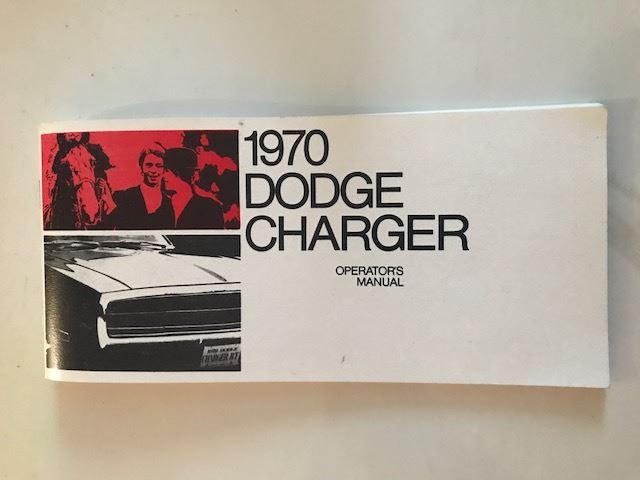 1970
DODGE
CHARGER
OPERATOR'S
MANUAL